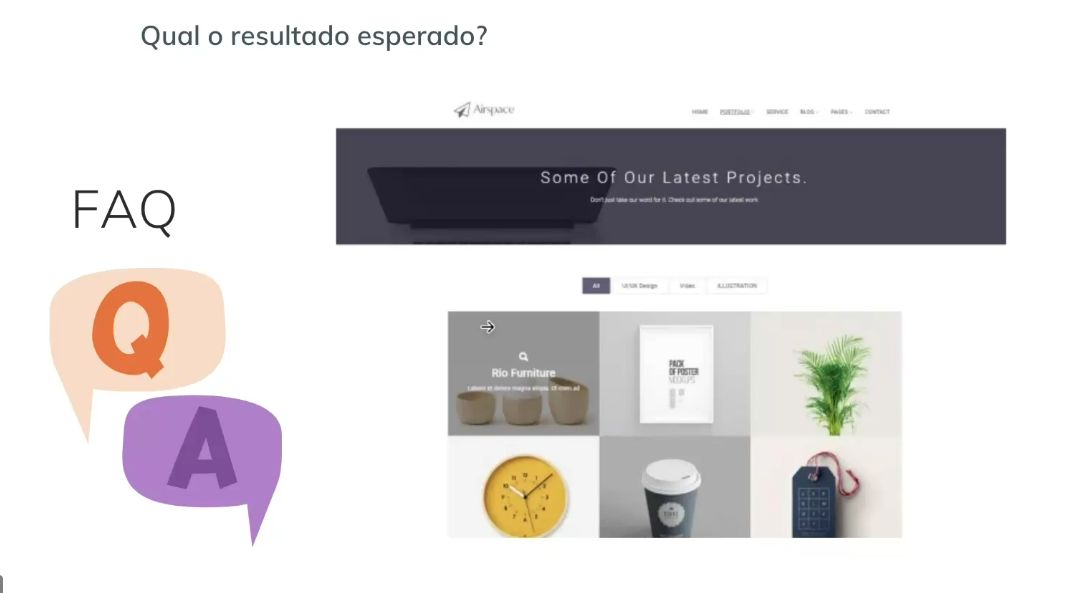 Qual o resultado esperado?
Airspace
HOME PORTFOLIO SERVICE BLOG PAGES CONTACT
FAQ
Some Of Our Latest Projects.
Don't just take our word for it. Check out some of our latest work.
Q
A
All UI/UX Design Video ILLUSTRATION
Rio Furniture
Labore et dolore magna aliqua. Ut enim ad
PACK
OF POSTER
MOCKUPS